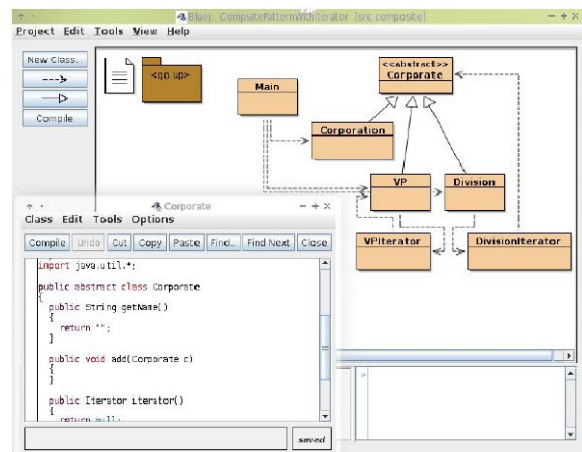 BlueJ: CompsitePatternWithIterator [src.composite]
Project Edit Tools View Help
New Class...
Compile
<go up>
Main
<<abstract>>
Corporate
Corporation
VP
Division
VPIterator
DivisionIterator
Corporate
Class Edit Tools Options
Compile Undo Cut Copy Paste Find... Find Next Close
import java.util.*;
public abstract class Corporate
{
public String getName()
{
return "";
}
public void add(Corporate c)
{
}
public Iterator iterator()
{
return null;
saved